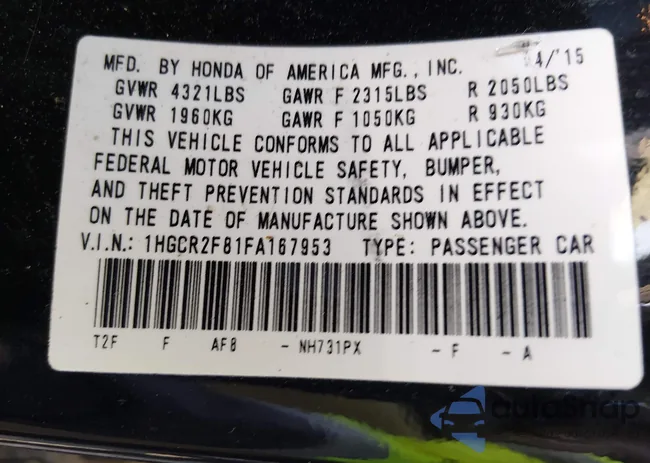 MFD. BY HONDA OF AMERICA MFG., INC. 04/'15
GVWR 4321LBS GAWR F 2315LBS R 2050LBS
GVWR 1960KG GAWR F 1050KG R 930KG
THIS VEHICLE CONFORMS TO ALL APPLICABLE
FEDERAL MOTOR VEHICLE SAFETY, BUMPER,
AND THEFT PREVENTION STANDARDS IN EFFECT
ON THE DATE OF MANUFACTURE SHOWN ABOVE.
V.I.N.: 1HGCR2F81FA167953 TYPE: PASSENGER CAR
T2F F AF8 - NH731PX - F - A
autoSnap